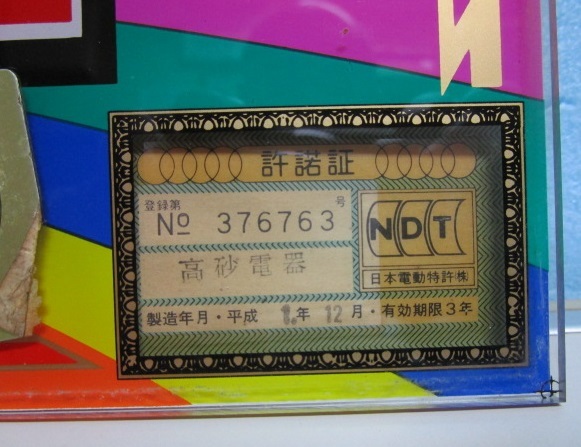 許諾証
登録第 号
№ 376763
NDT
高砂電器
日本電動特許㈱
製造年月・平成 1.年 12月・有効期限3年